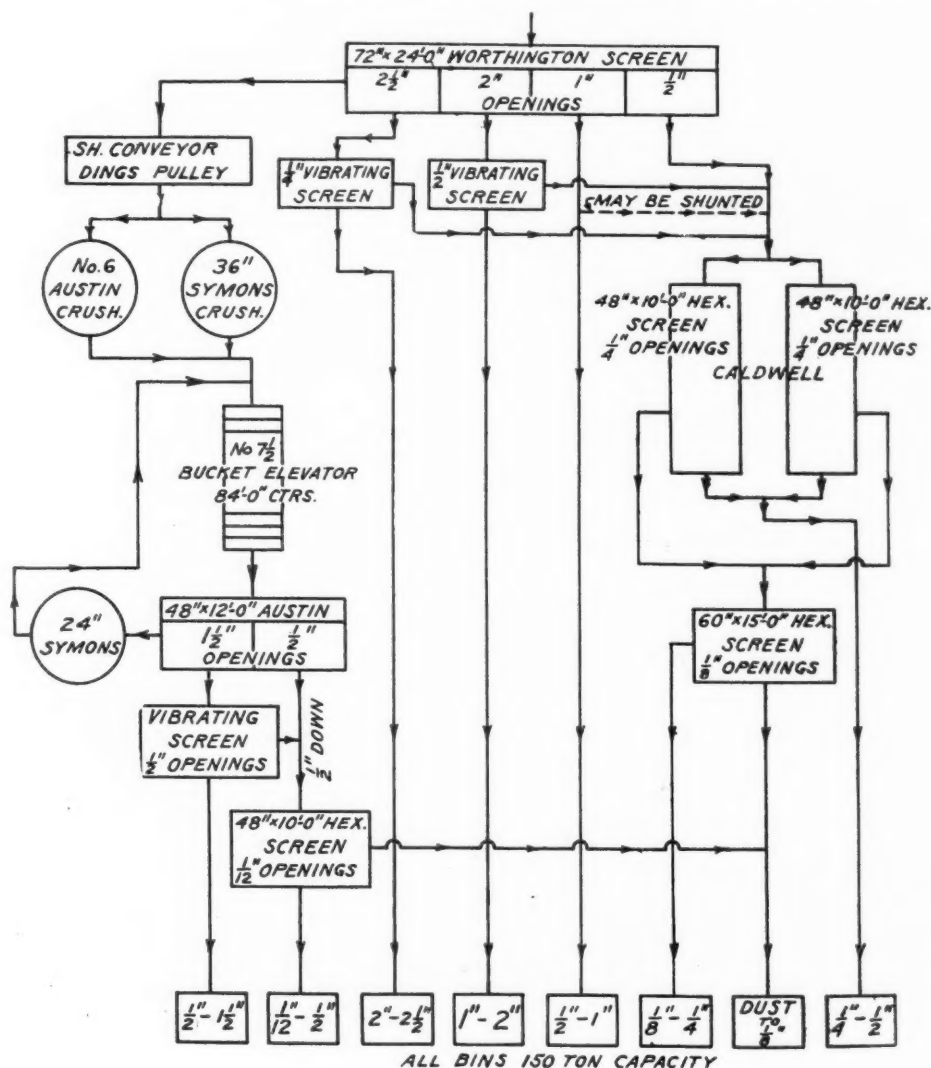 72"×24'-0" WORTHINGTON SCREEN
2½" 2" 1" ½"
OPENINGS
SH. CONVEYOR
DINGS PULLEY
¼" VIBRATING
SCREEN
½" VIBRATING
SCREEN
MAY BE SHUNTED
No. 6
AUSTIN
CRUSH.
36"
SYMONS
CRUSH.
48"×10'-0" HEX.
SCREEN
¼" OPENINGS
48"×10'-0" HEX.
SCREEN
¼" OPENINGS
CALDWELL
No 7½
BUCKET ELEVATOR
84'-0" CTRS.
24"
SYMONS
48"×12'-0" AUSTIN
1½" ½"
OPENINGS
60"×15'-0" HEX.
SCREEN
⅛" OPENINGS
VIBRATING
SCREEN
½" OPENINGS
½" DOWN
48"×10'-0" HEX.
SCREEN
1/12" OPENINGS
½"-1½"
1/12"-½"
2"-2½"
1"-2"
½"-1"
⅛"-¼"
DUST
TO
⅛"
¼"-½"
ALL BINS 150 TON CAPACITY